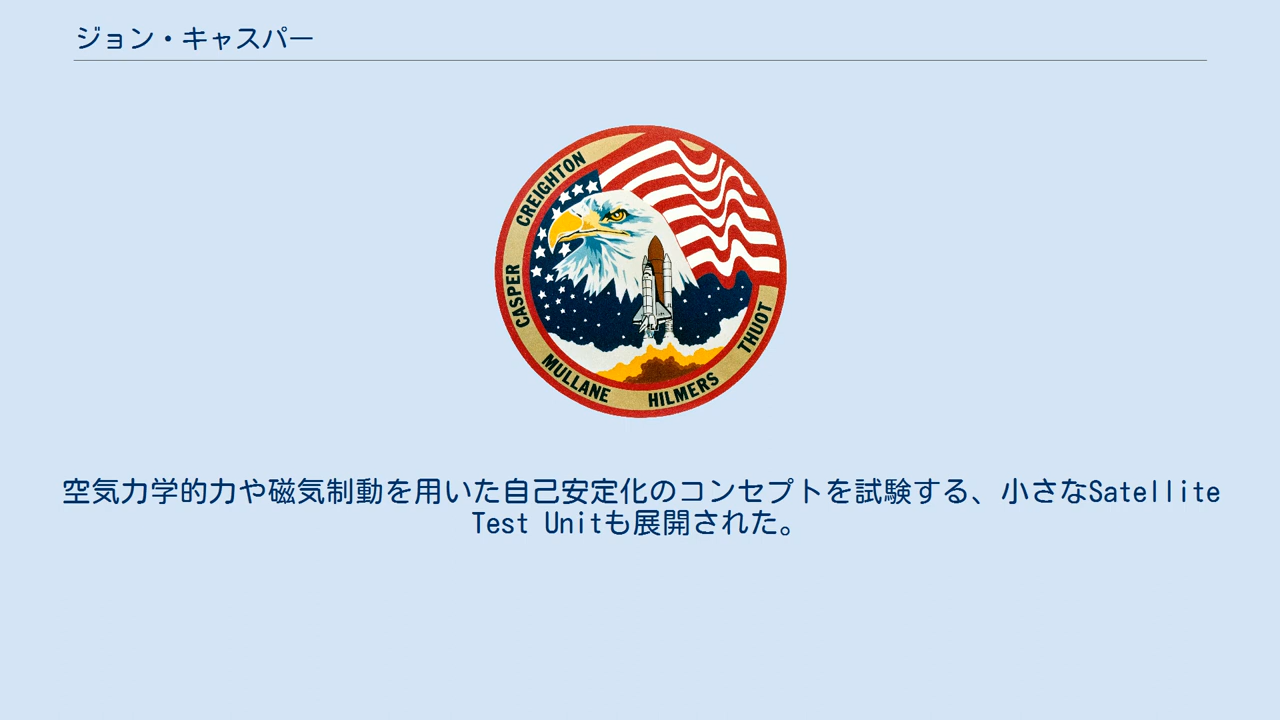 ジョン・キャスパー
CREIGHTON
CASPER
MULLANE
HILMERS
THUOT
空気力学的力や磁気制動を用いた自己安定化のコンセプトを試験する、小さなSatellite
Test Unitも展開された。